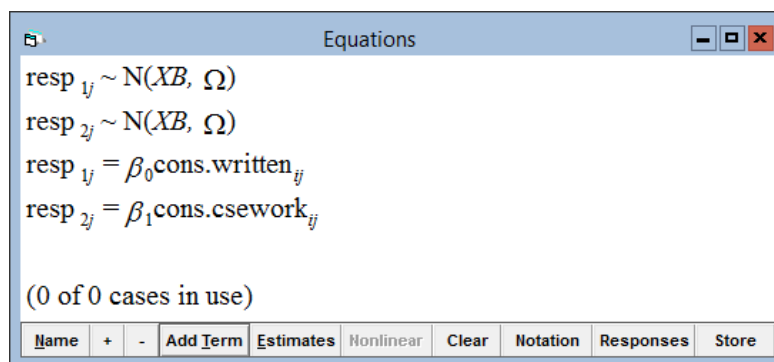 Equations
resp 1j ~ N(XB, Ω)
resp 2j ~ N(XB, Ω)
resp 1j = β0cons.writtenij
resp 2j = β1cons.cseworkij
(0 of 0 cases in use)
Name + - Add Term Estimates Nonlinear Clear Notation Responses Store